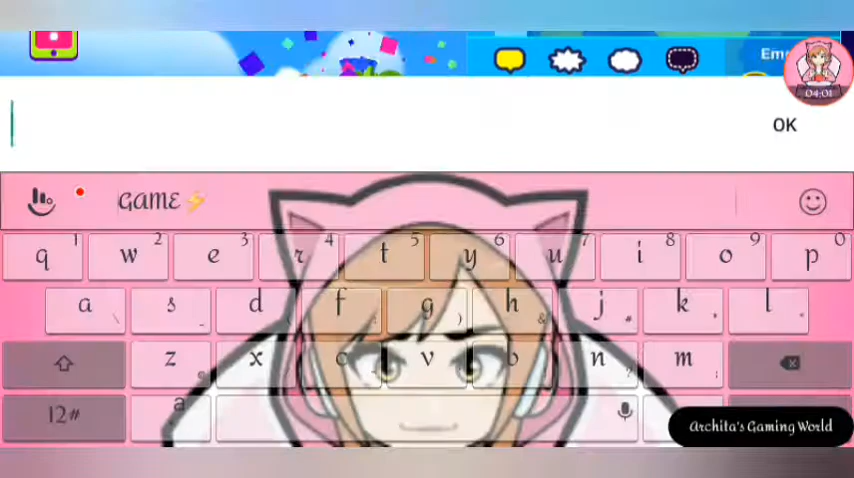 Em
04:01
OK
GAME⚡
q 1 w 2 e 3 r 4 t 5 y 6 u 7 i 8 o 9 p 0
a \ s _ d f g ) h & j # k * l "
z @ x c v b n ? m ;
12# a
Archita's Gaming World